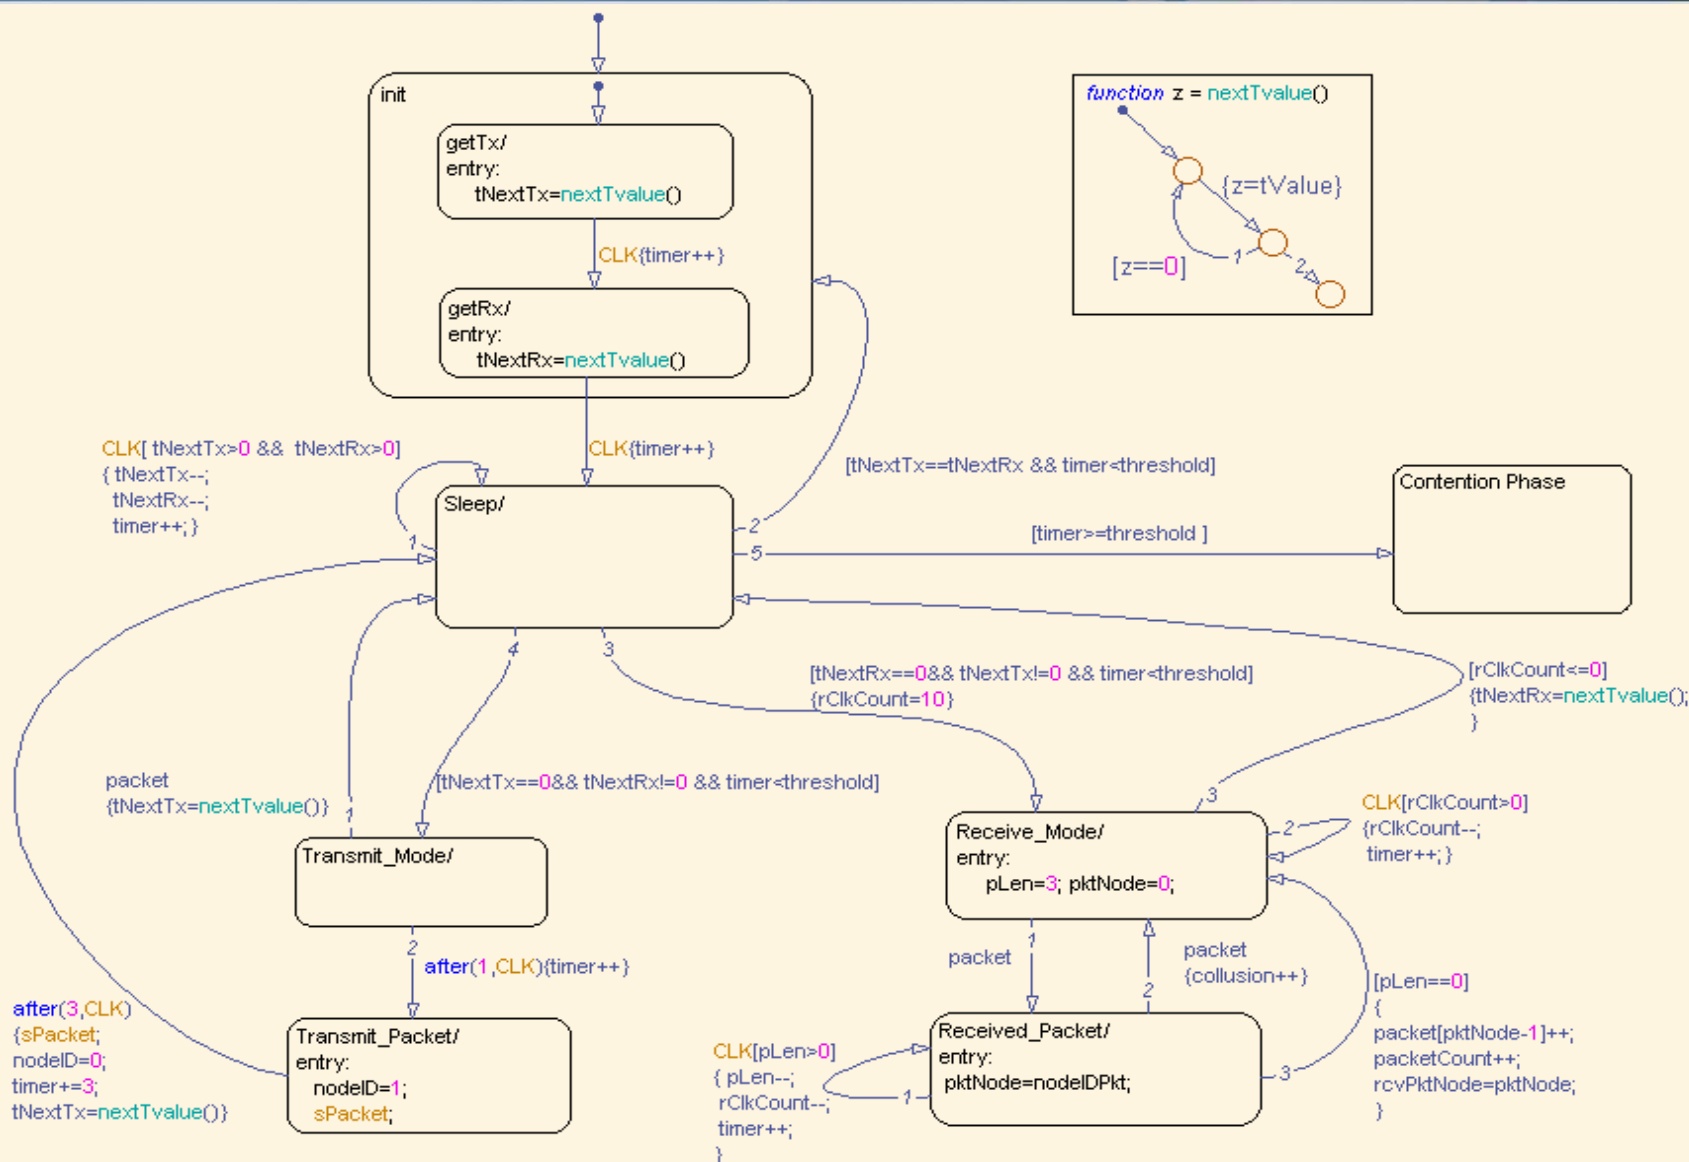 init
function z = nextTvalue()
getTx/
entry:
tNextTx=nextTvalue()
{z=tValue}
CLK{timer++}
[z==0]
1
2
getRx/
entry:
tNextRx=nextTvalue()
CLK[ tNextTx>0 && tNextRx>0]
{ tNextTx--;
tNextRx--;
timer++; }
CLK{timer++}
[tNextTx==tNextRx && timer<threshold]
Contention Phase
Sleep/
1
2
5
[timer>=threshold ]
4
3
[tNextRx==0&& tNextTx!=0 && timer<threshold]
{rClkCount=10}
[rClkCount<=0]
{tNextRx=nextTvalue();
}
packet
{tNextTx=nextTvalue()}
1
[tNextTx==0&& tNextRx!=0 && timer<threshold]
3
CLK[rClkCount>0]
{rClkCount--;
timer++; }
2
Transmit_Mode/
Receive_Mode/
entry:
pLen=3; pktNode=0;
2
after(1,CLK){timer++}
1
packet
packet
{collusion++}
2
[pLen==0]
{
packet[pktNode-1]++;
packetCount++;
rcvPktNode=pktNode;
}
after(3,CLK)
{sPacket;
nodeID=0;
timer+=3;
tNextTx=nextTvalue()}
Transmit_Packet/
entry:
nodeID=1;
sPacket;
CLK[pLen>0]
{ pLen--;
rClkCount--;
timer++;
}
1
Received_Packet/
entry:
pktNode=nodeIDPkt;
3